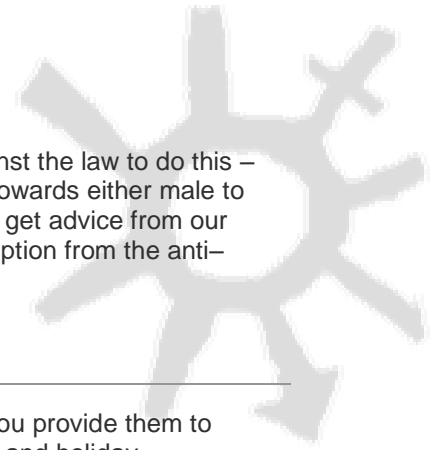 nst the law to do this –
owards either male to
get advice from our
ption from the anti–
ou provide them to
and holiday